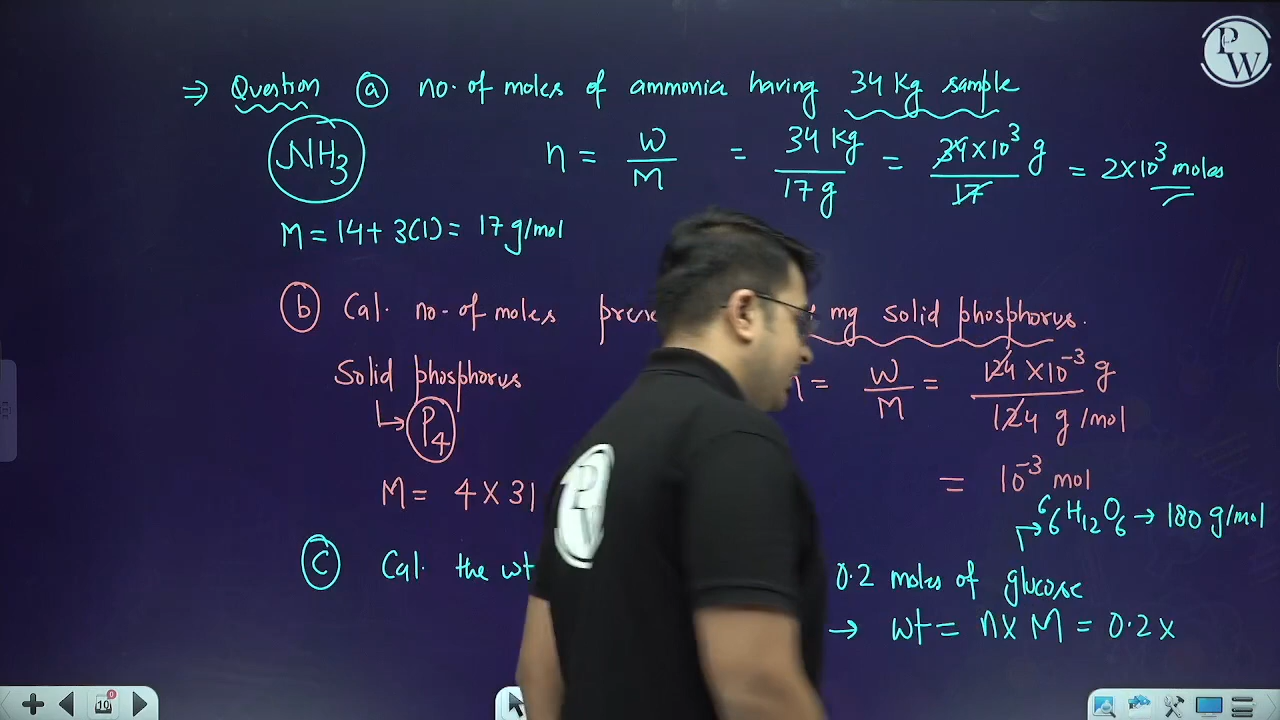 PW
⇒ Question (a) no. of moles of ammonia having 34 Kg sample
NH3
n = W/M = 34 Kg/17 g = 34×10^3 g/17 = 2×10^3 moles
M = 14 + 3(1) = 17 g/mol
(b) Cal. no. of moles mg solid phosphorus.
Solid phosphorus
n = W/M = 124 ×10^-3 g/124 g/mol
↳ P4
M = 4 × 31
= 10^-3 mol
C6H12O6 → 180 g/mol
(c) Cal. the wt 0.2 moles of glucose
→ wt = n × M = 0.2 ×
10